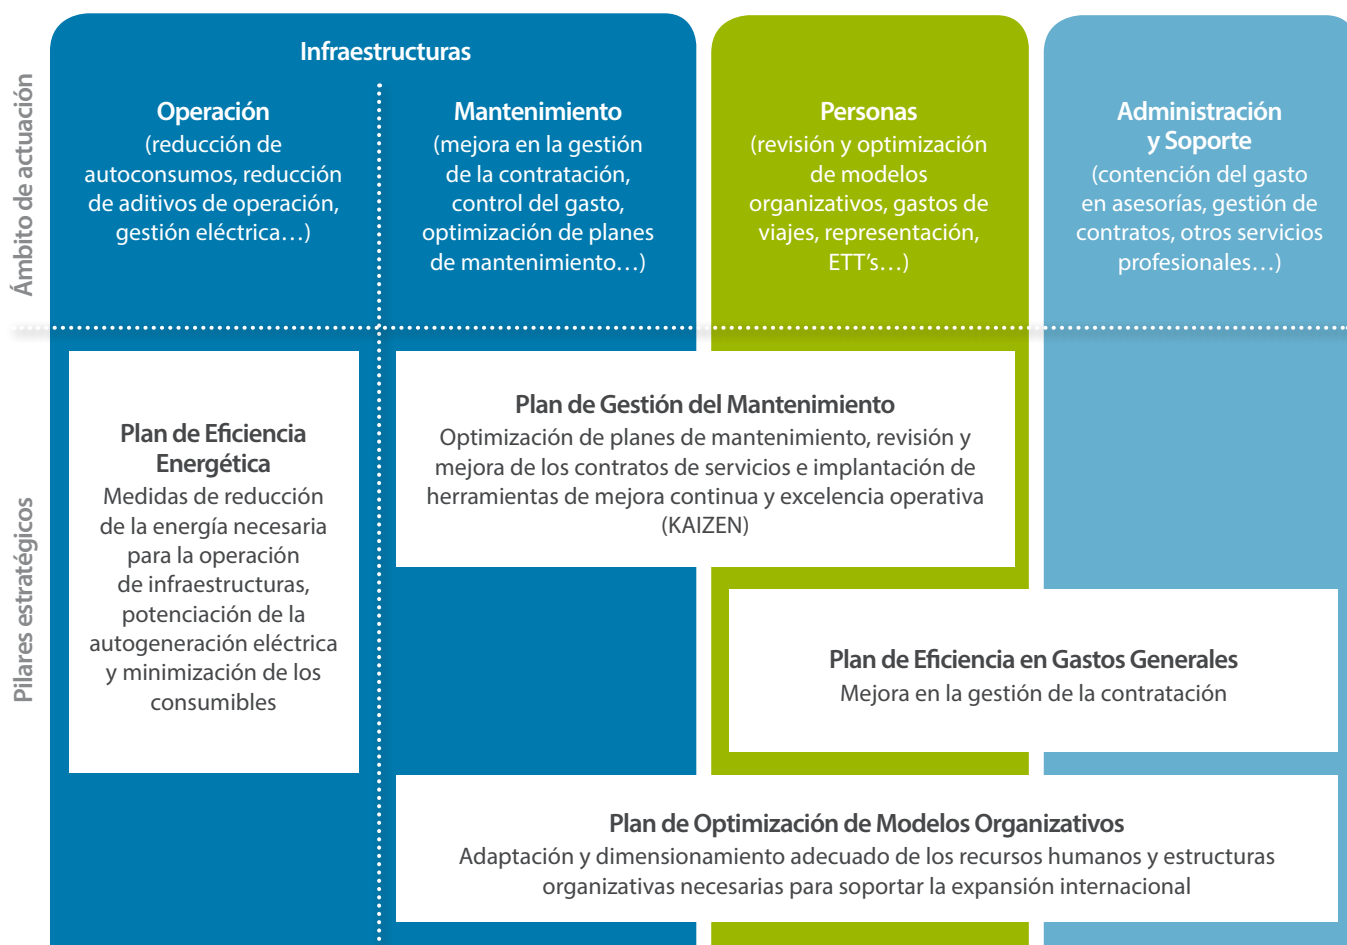 Ámbito de actuación
Infraestructuras
Operación
(reducción de
autoconsumos, reducción
de aditivos de operación,
gestión eléctrica…)
Mantenimiento
(mejora en la gestión
de la contratación,
control del gasto,
optimización de planes
de mantenimiento…)
Personas
(revisión y optimización
de modelos
organizativos, gastos de
viajes, representación,
ETT’s…)
Administración
y Soporte
(contención del gasto
en asesorías, gestión de
contratos, otros servicios
profesionales…)
Pilares estratégicos
Plan de Eficiencia
Energética
Medidas de reducción
de la energía necesaria
para la operación
de infraestructuras,
potenciación de la
autogeneración eléctrica
y minimización de los
consumibles
Plan de Gestión del Mantenimiento
Optimización de planes de mantenimiento, revisión y
mejora de los contratos de servicios e implantación de
herramientas de mejora continua y excelencia operativa
(KAIZEN)
Plan de Eficiencia en Gastos Generales
Mejora en la gestión de la contratación
Plan de Optimización de Modelos Organizativos
Adaptación y dimensionamiento adecuado de los recursos humanos y estructuras
organizativas necesarias para soportar la expansión internacional